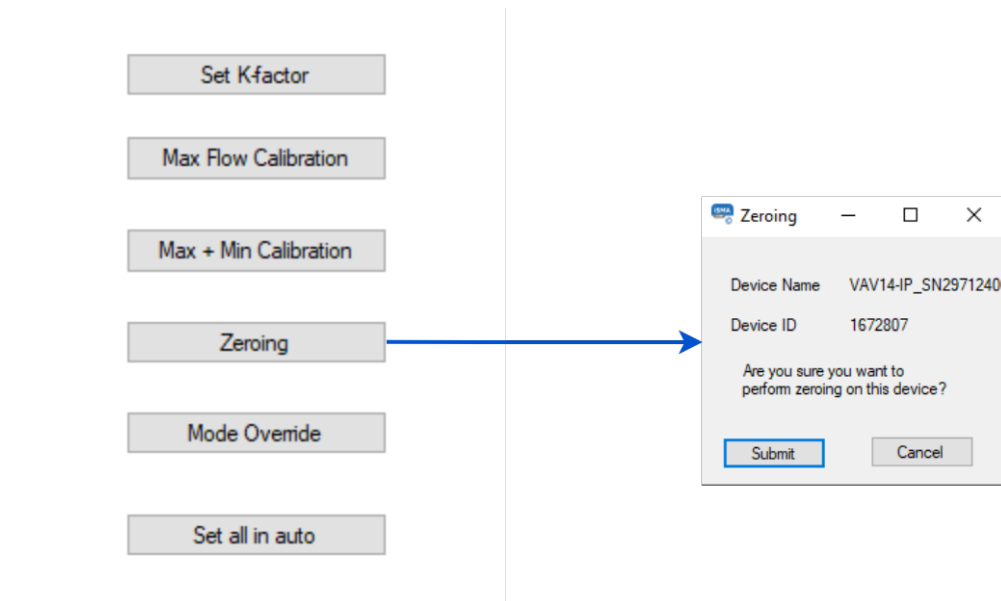 Set K-factor
Max Flow Calibration
Max + Min Calibration
Zeroing
Mode Override
Set all in auto
iSMA Zeroing
Device Name VAV14-IP_SN2971240
Device ID 1672807
Are you sure you want to
perform zeroing on this device?
Submit Cancel